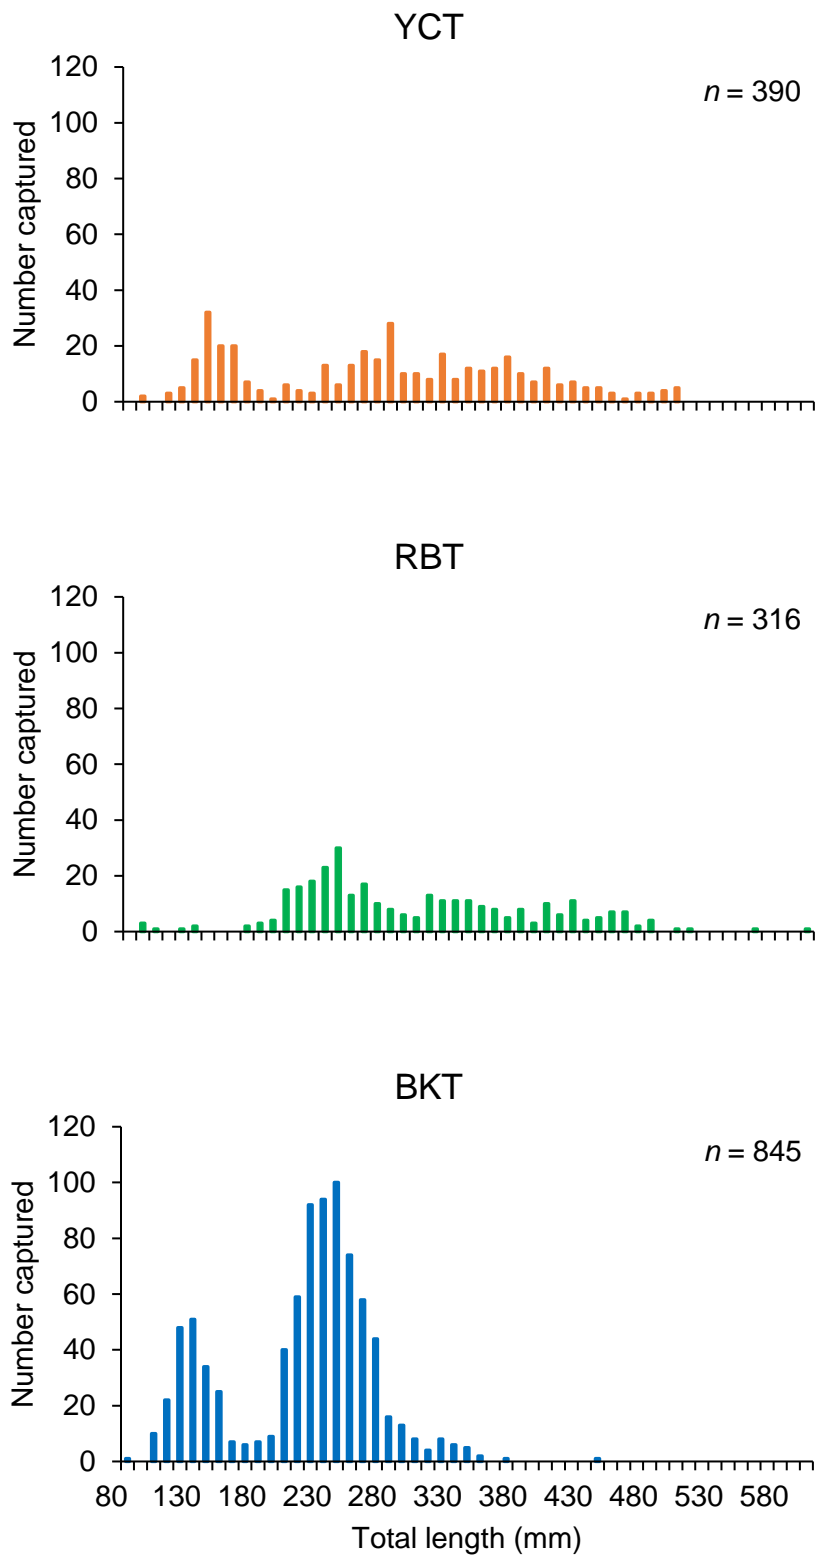 YCT
n = 390
Number captured
120
100
80
60
40
20
0
RBT
n = 316
Number captured
120
100
80
60
40
20
0
BKT
n = 845
Number captured
120
100
80
60
40
20
0
80 130 180 230 280 330 380 430 480 530 580
Total length (mm)